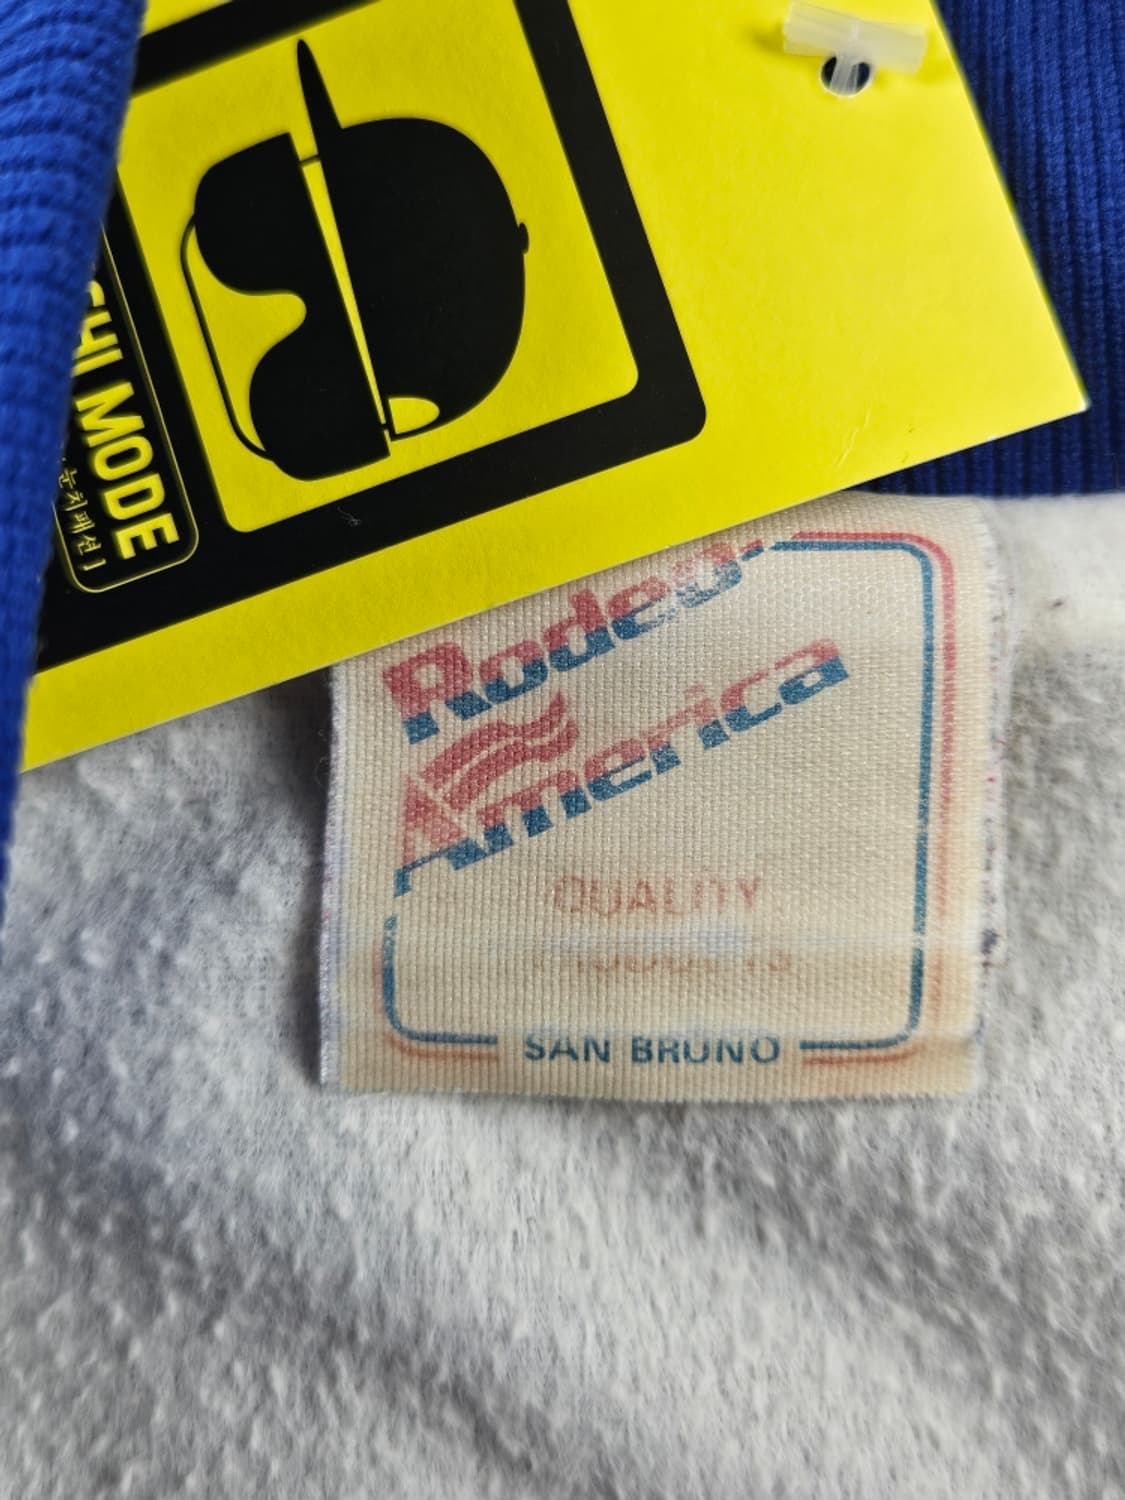 MODE
Rodeo
America
QUALITY
SAN BRUNO